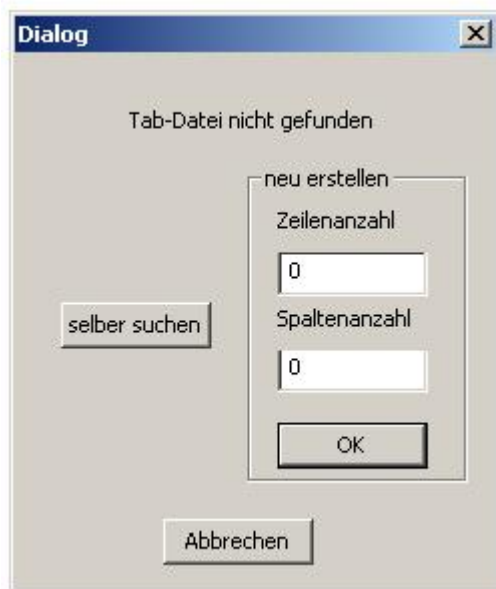 Dialog
Tab-Datei nicht gefunden
neu erstellen
Zeilenanzahl
0
selber suchen
Spaltenanzahl
0
OK
Abbrechen